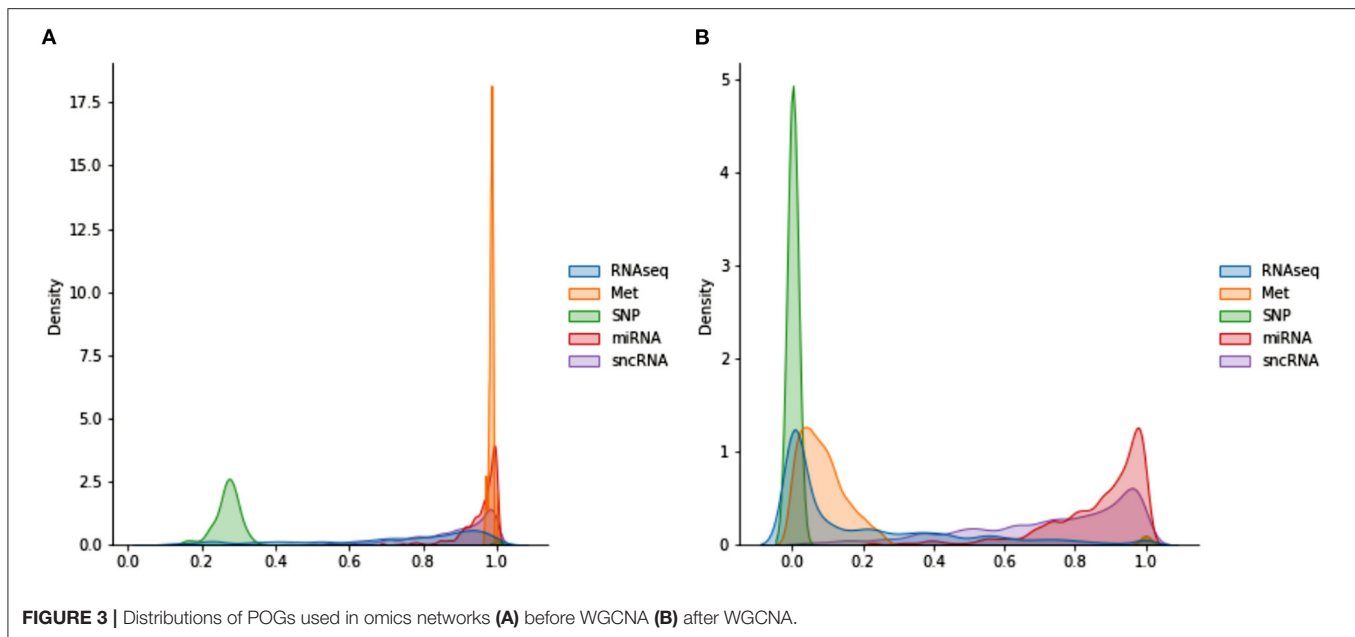 A
17.5
15.0
12.5
10.0
7.5
5.0
2.5
0.0
Density
0.0 0.2 0.4 0.6 0.8 1.0
RNAseq
Met
SNP
miRNA
sncRNA
B
5
4
3
2
1
0
Density
0.0 0.2 0.4 0.6 0.8 1.0
RNAseq
Met
SNP
miRNA
sncRNA
FIGURE 3 | Distributions of POGs used in omics networks (A) before WGCNA (B) after WGCNA.